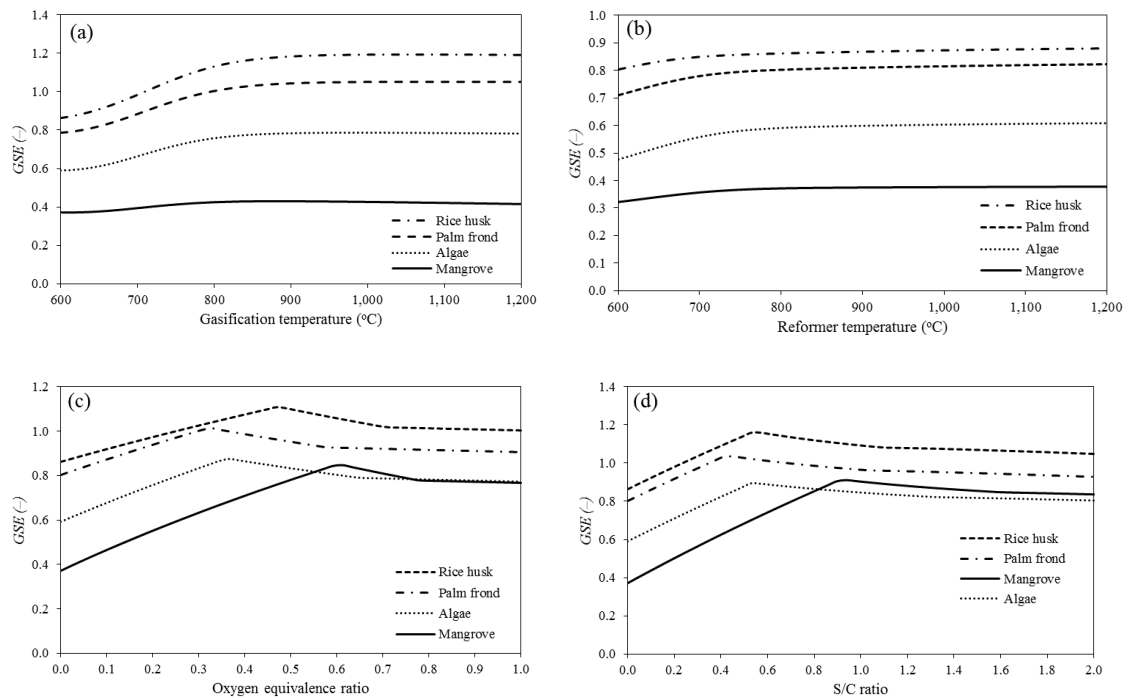 (a)
GSE (–)
1.4
1.2
1.0
0.8
0.6
0.4
0.2
0.0
Rice husk
Palm frond
Algae
Mangrove
600 700 800 900 1,000 1,100 1,200
Gasification temperature (ºC)
(b)
GSE (–)
1.0
0.9
0.8
0.7
0.6
0.5
0.4
0.3
0.2
0.1
0.0
Rice husk
Palm frond
Algae
Mangrove
600 700 800 900 1,000 1,100 1,200
Reformer temperature (ºC)
(c)
GSE (–)
1.2
1.0
0.8
0.6
0.4
0.2
0.0
Rice husk
Palm frond
Algae
Mangrove
0.0 0.1 0.2 0.3 0.4 0.5 0.6 0.7 0.8 0.9 1.0
Oxygen equivalence ratio
(d)
GSE (–)
1.4
1.2
1.0
0.8
0.6
0.4
0.2
0.0
Rice husk
Palm frond
Mangrove
Algae
0.0 0.2 0.4 0.6 0.8 1.0 1.2 1.4 1.6 1.8 2.0
S/C ratio